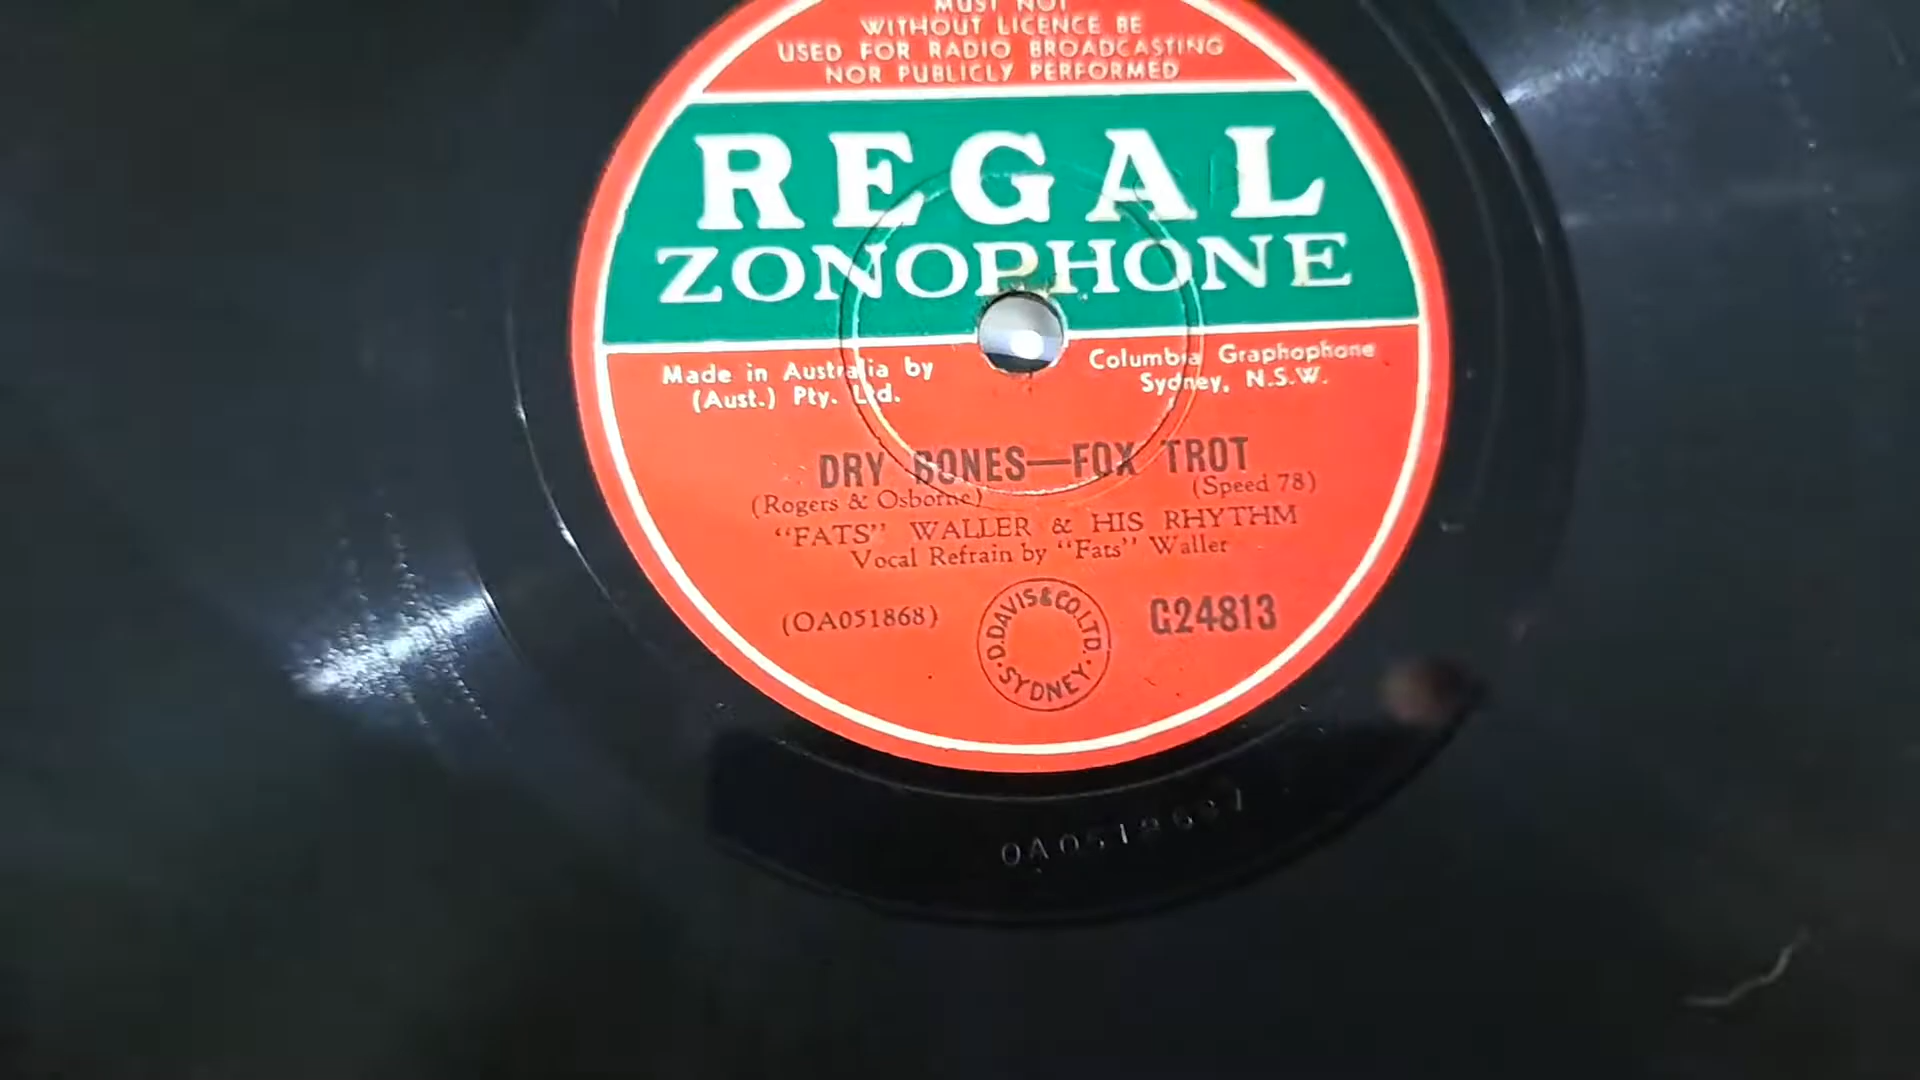 MUST NOT
WITHOUT LICENCE BE
USED FOR RADIO BROADCASTING
NOR PUBLICLY PERFORMED
REGAL
ZONOPHONE
Made in Australia by Columbia Graphophone
(Aust.) Pty. Ltd. Sydney, N.S.W.
DRY BONES—FOX TROT
(Rogers & Osborne) (Speed 78)
"FATS" WALLER & HIS RHYTHM
Vocal Refrain by "Fats" Waller
(OA051868) G24813
D.DAVIS & CO.LTD. SYDNEY